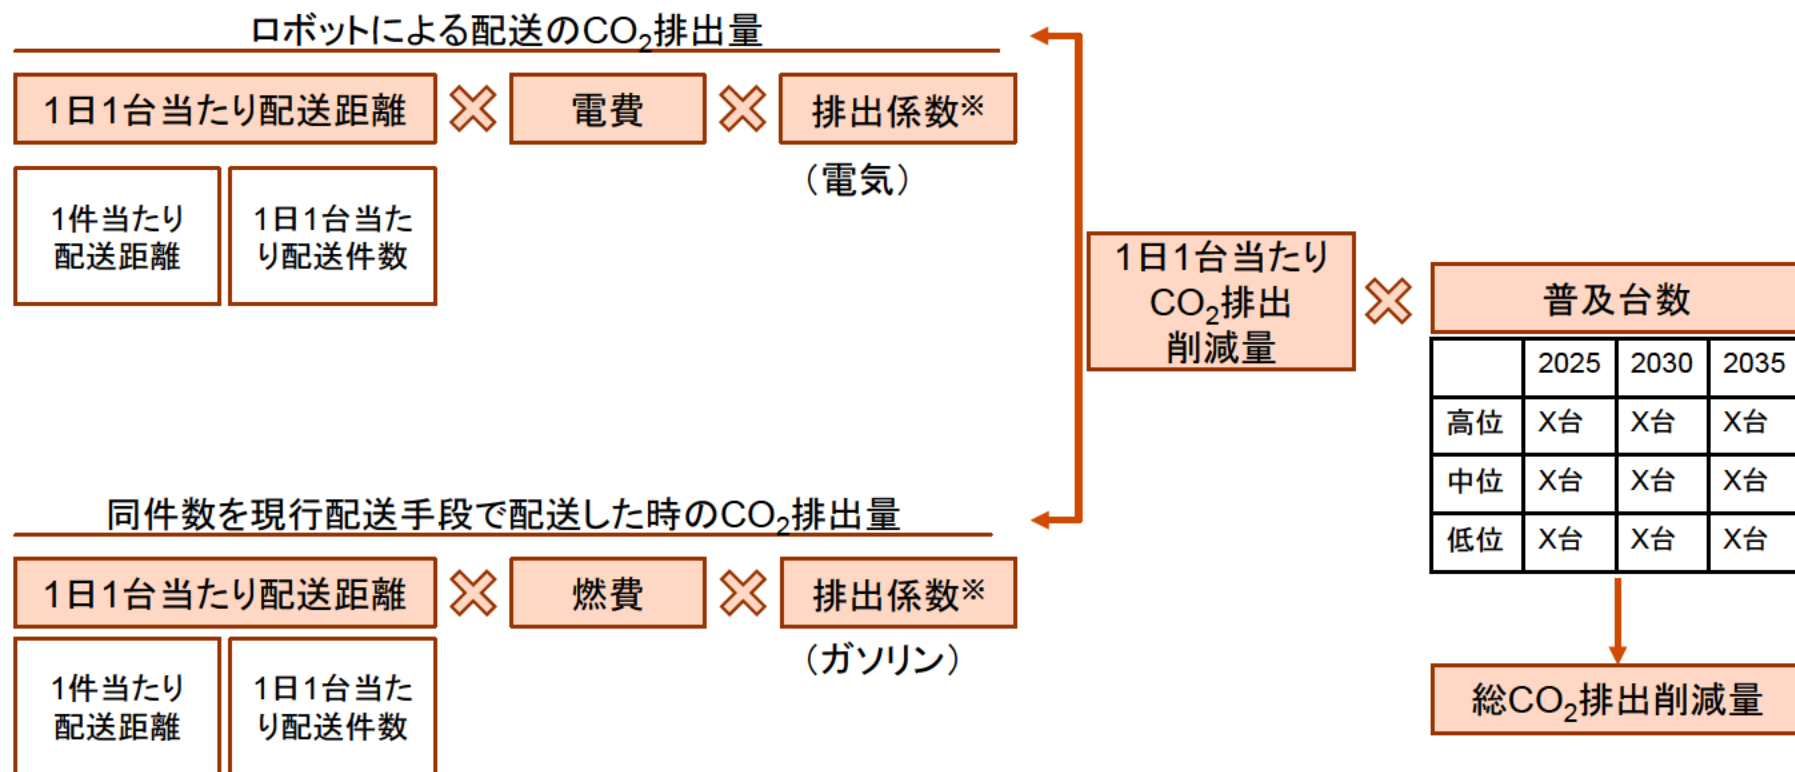 ロボットによる配送のCO₂排出量
1日1台当たり配送距離
電費
排出係数※
（電気）
1件当たり
配送距離
1日1台当た
り配送件数
1日1台当たり
CO₂排出
削減量
普及台数
2025 2030 2035
高位 X台 X台 X台
中位 X台 X台 X台
低位 X台 X台 X台
同件数を現行配送手段で配送した時のCO₂排出量
1日1台当たり配送距離
燃費
排出係数※
（ガソリン）
1件当たり
配送距離
1日1台当た
り配送件数
総CO₂排出削減量